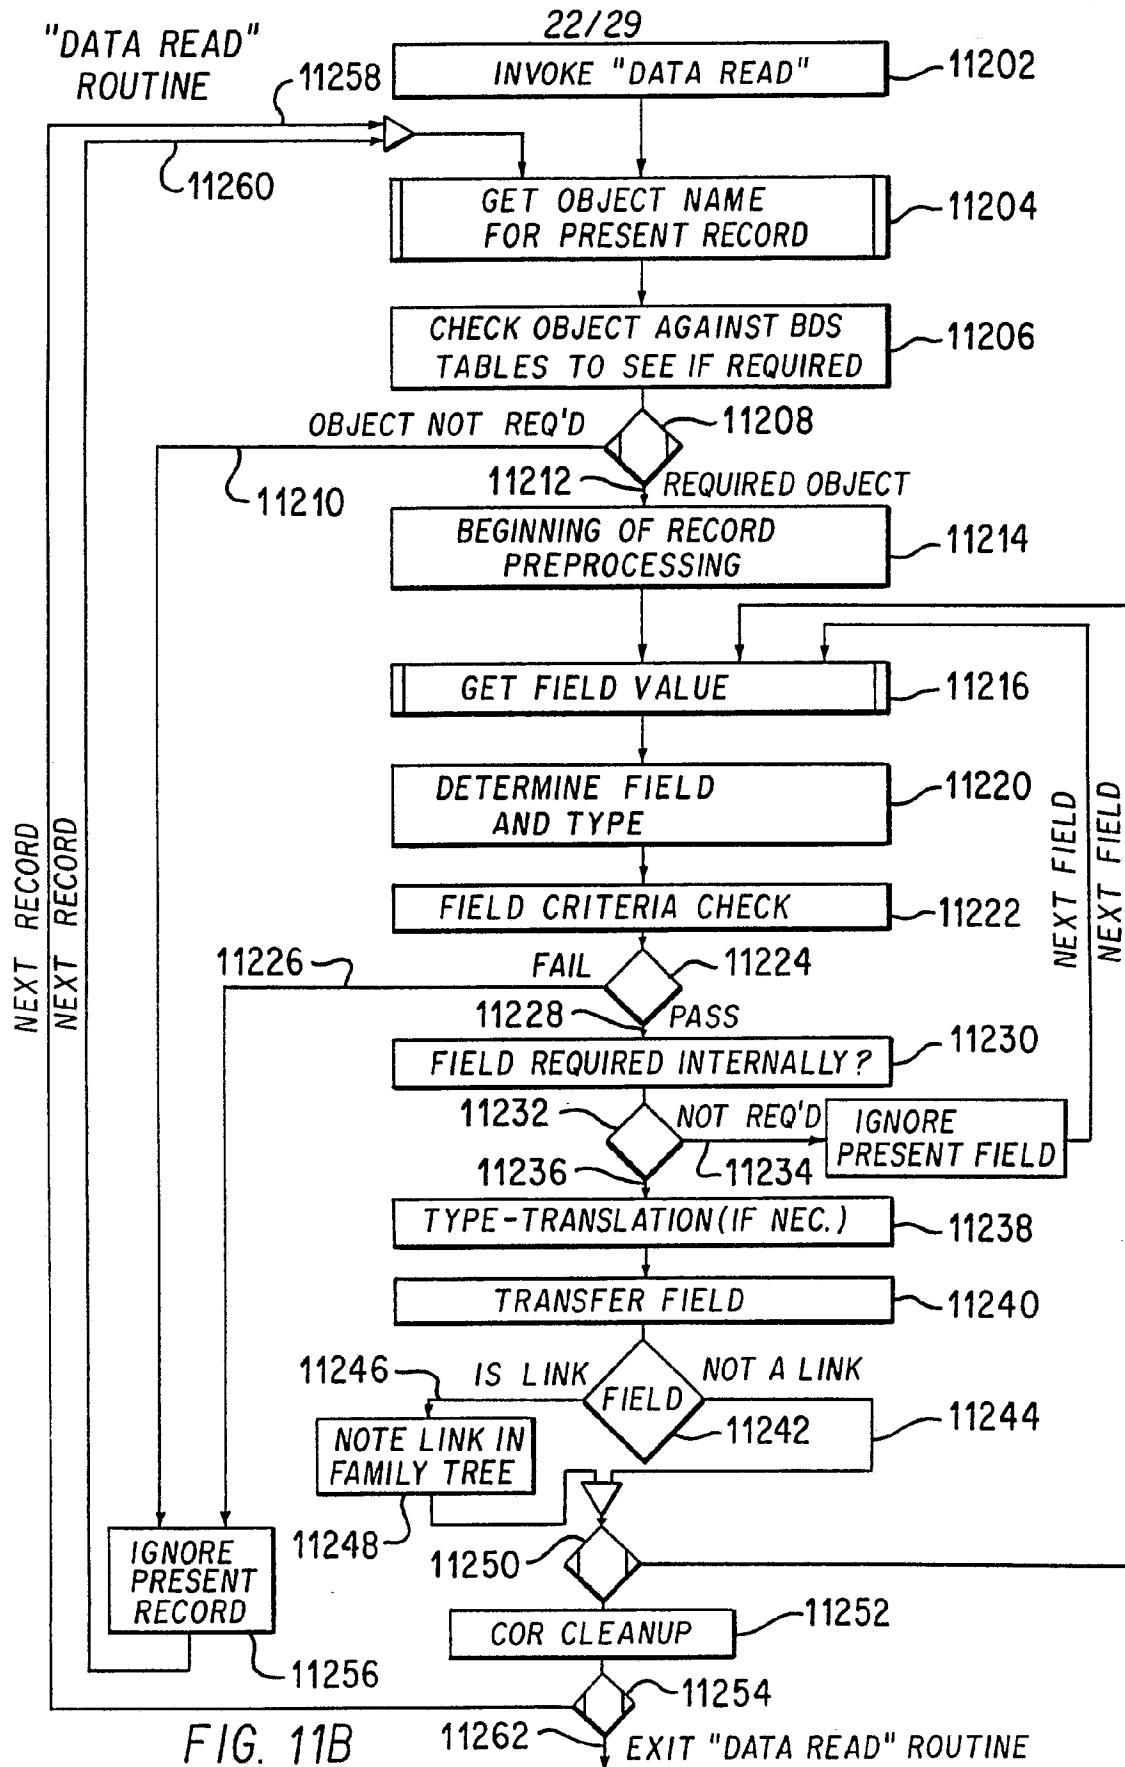 22/29
"DATA READ"
ROUTINE
11258
INVOKE "DATA READ"
11202
11260
GET OBJECT NAME
FOR PRESENT RECORD
11204
CHECK OBJECT AGAINST BDS
TABLES TO SEE IF REQUIRED
11206
OBJECT NOT REQ'D
11208
11210
11212
REQUIRED OBJECT
BEGINNING OF RECORD
PREPROCESSING
11214
GET FIELD VALUE
11216
DETERMINE FIELD
AND TYPE
11220
NEXT FIELD
NEXT FIELD
NEXT RECORD
NEXT RECORD
FIELD CRITERIA CHECK
11222
11226
FAIL
11224
11228
PASS
FIELD REQUIRED INTERNALLY?
11230
11232
NOT REQ'D
IGNORE
PRESENT FIELD
11234
11236
TYPE-TRANSLATION(IF NEC.)
11238
TRANSFER FIELD
11240
11246
IS LINK
NOT A LINK
FIELD
11242
11244
NOTE LINK IN
FAMILY TREE
11248
11250
IGNORE
PRESENT
RECORD
COR CLEANUP
11252
11256
11254
FIG. 11B
11262
EXIT "DATA READ" ROUTINE